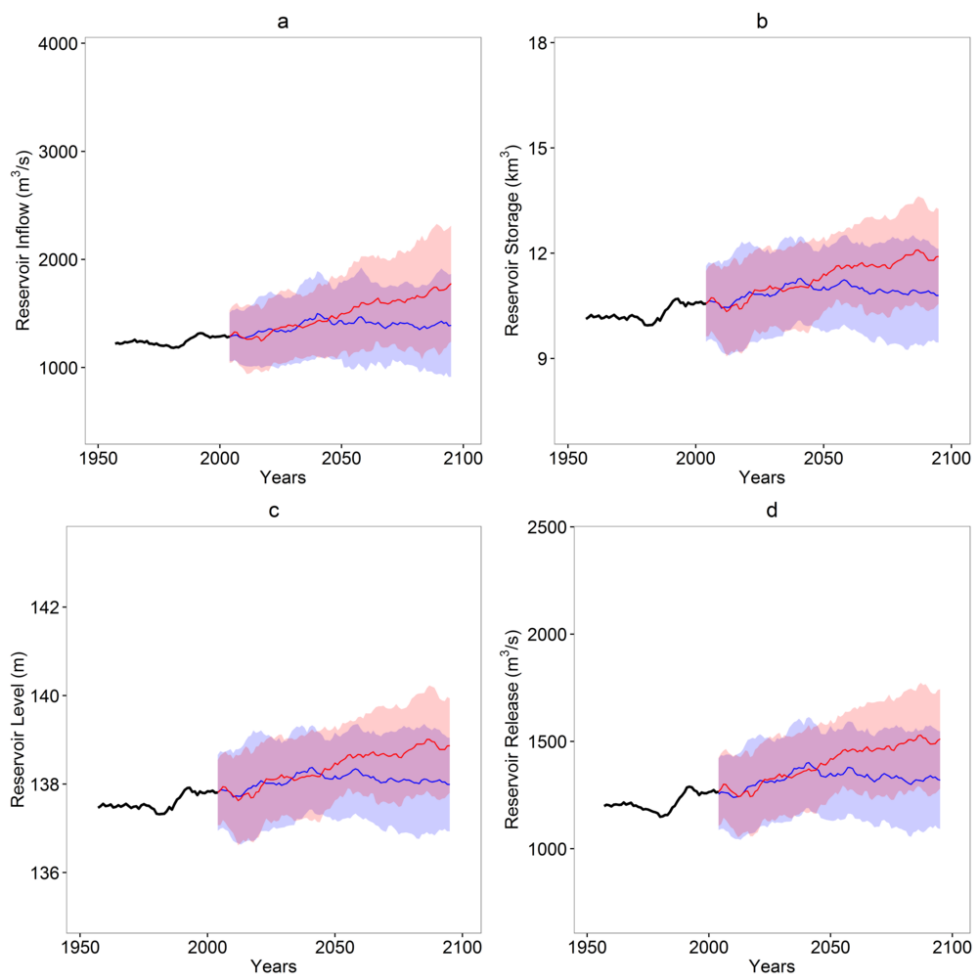 a
Reservoir Inflow (m³/s)
4000
3000
2000
1000
1950 2000 2050 2100
Years
b
Reservoir Storage (km³)
18
15
12
9
1950 2000 2050 2100
Years
c
Reservoir Level (m)
142
140
138
136
1950 2000 2050 2100
Years
d
Reservoir Release (m³/s)
2500
2000
1500
1000
1950 2000 2050 2100
Years